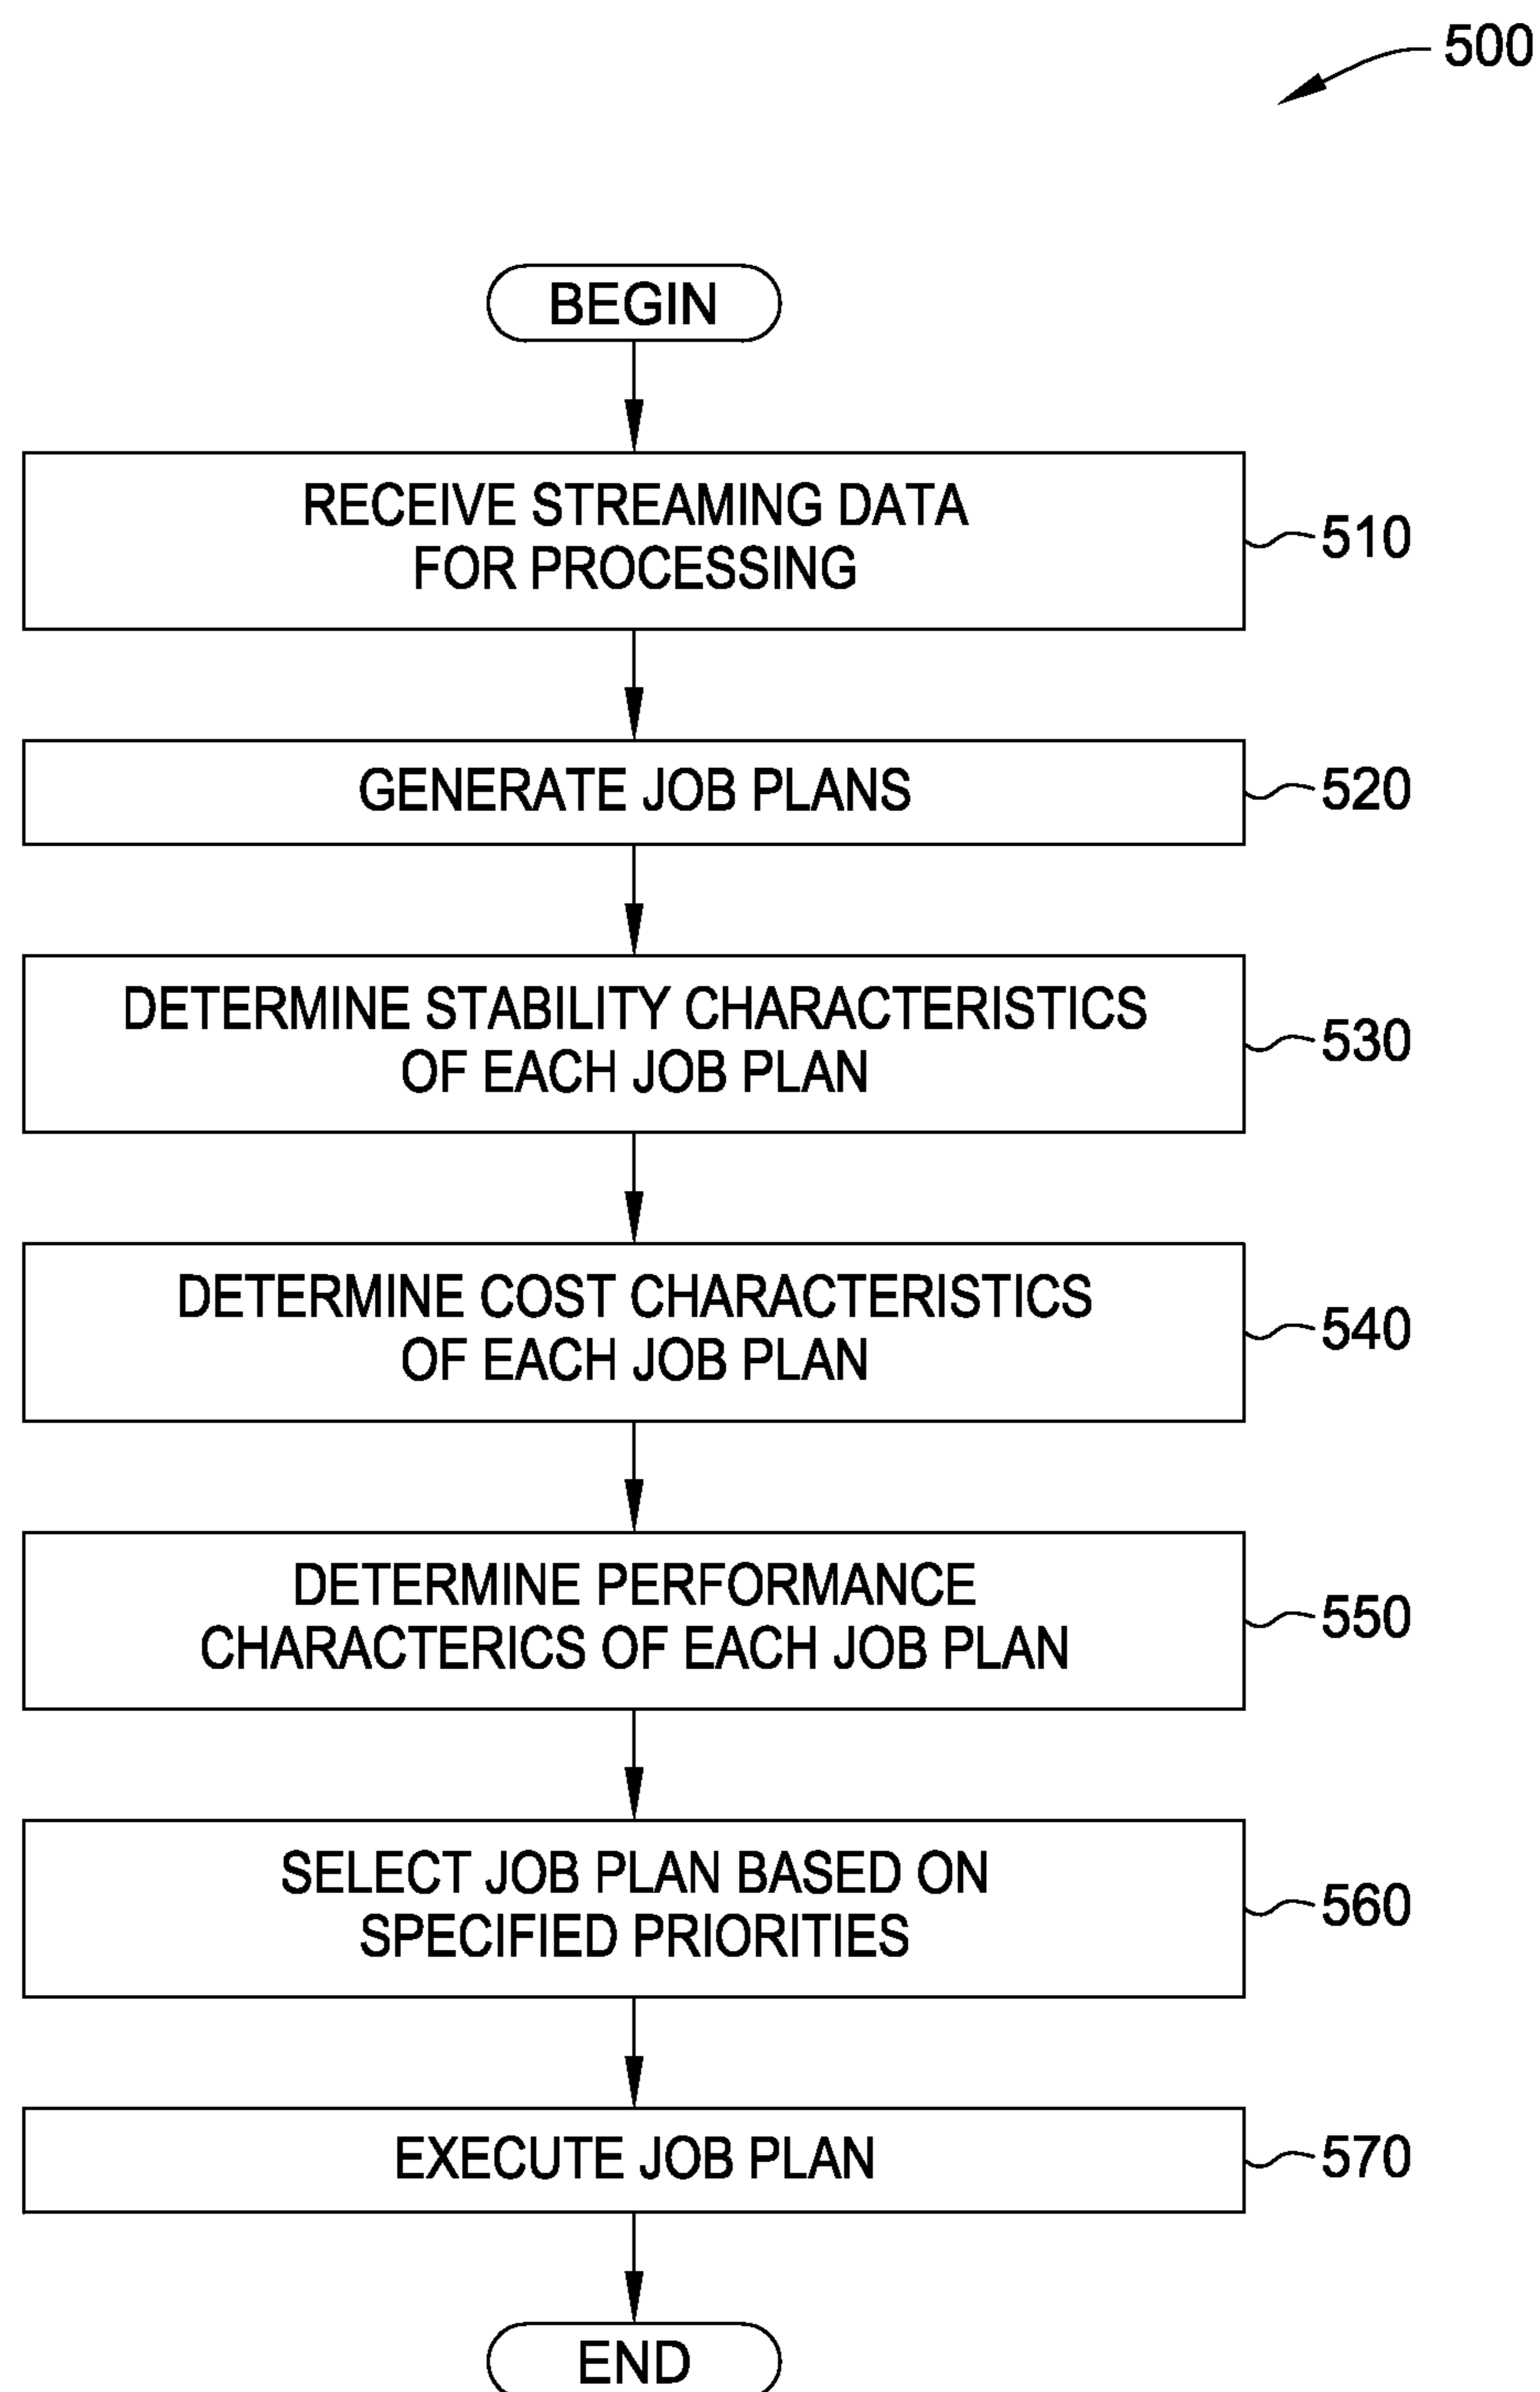 500
BEGIN
RECEIVE STREAMING DATA
FOR PROCESSING
510
GENERATE JOB PLANS
520
DETERMINE STABILITY CHARACTERISTICS
OF EACH JOB PLAN
530
DETERMINE COST CHARACTERISTICS
OF EACH JOB PLAN
540
DETERMINE PERFORMANCE
CHARACTERICS OF EACH JOB PLAN
550
SELECT JOB PLAN BASED ON
SPECIFIED PRIORITIES
560
EXECUTE JOB PLAN
570
END